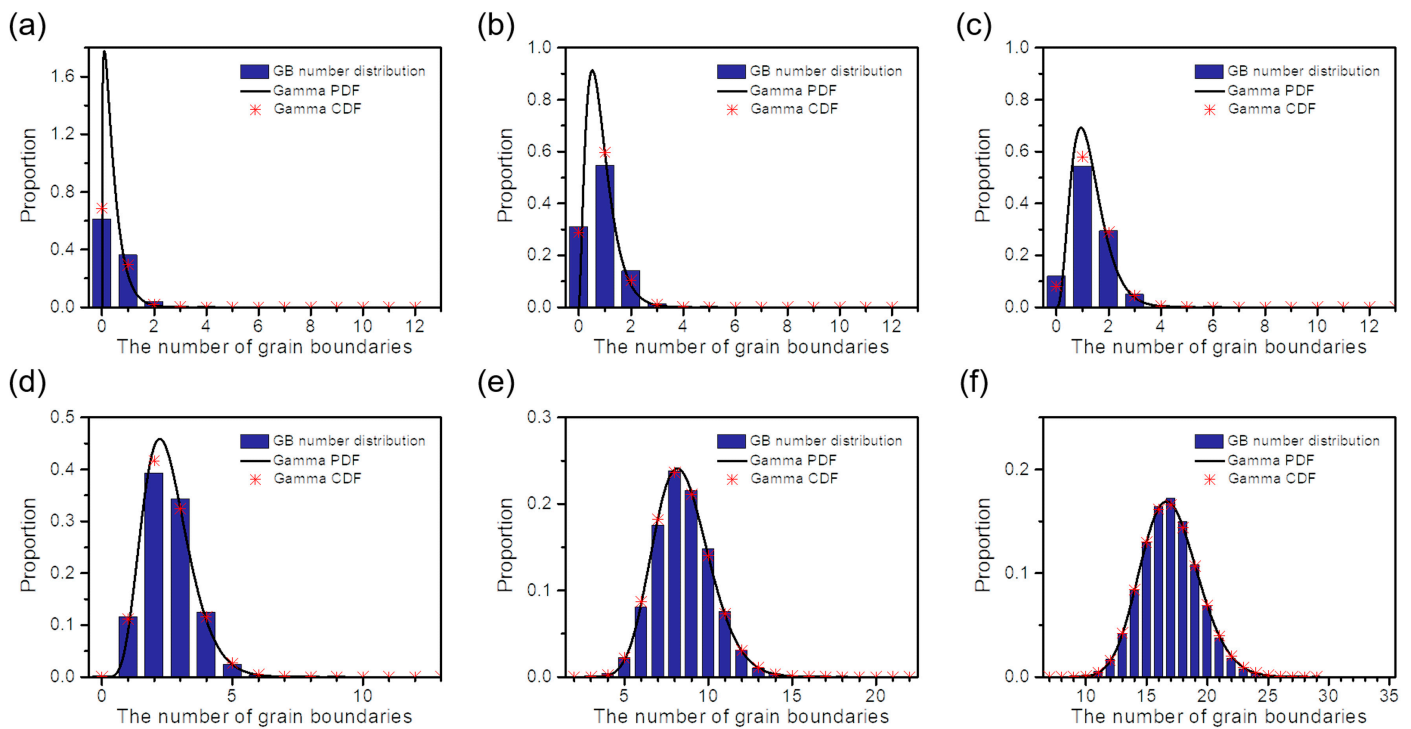 (a)
1.6
1.2
0.8
0.4
0.0
Proportion
GB number distribution
Gamma PDF
Gamma CDF
0 2 4 6 8 10 12
The number of grain boundaries
(b)
1.0
0.8
0.6
0.4
0.2
0.0
Proportion
GB number distribution
Gamma PDF
Gamma CDF
0 2 4 6 8 10 12
The number of grain boundaries
(c)
1.0
0.8
0.6
0.4
0.2
0.0
Proportion
GB number distribution
Gamma PDF
Gamma CDF
0 2 4 6 8 10 12
The number of grain boundaries
(d)
0.5
0.4
0.3
0.2
0.1
0.0
Proportion
GB number distribution
Gamma PDF
Gamma CDF
0 5 10
The number of grain boundaries
(e)
0.3
0.2
0.1
0.0
Proportion
GB number distribution
Gamma PDF
Gamma CDF
5 10 15 20
The number of grain boundaries
(f)
0.2
0.1
0.0
Proportion
GB number distribution
Gamma PDF
Gamma CDF
10 15 20 25 30 35
The number of grain boundaries